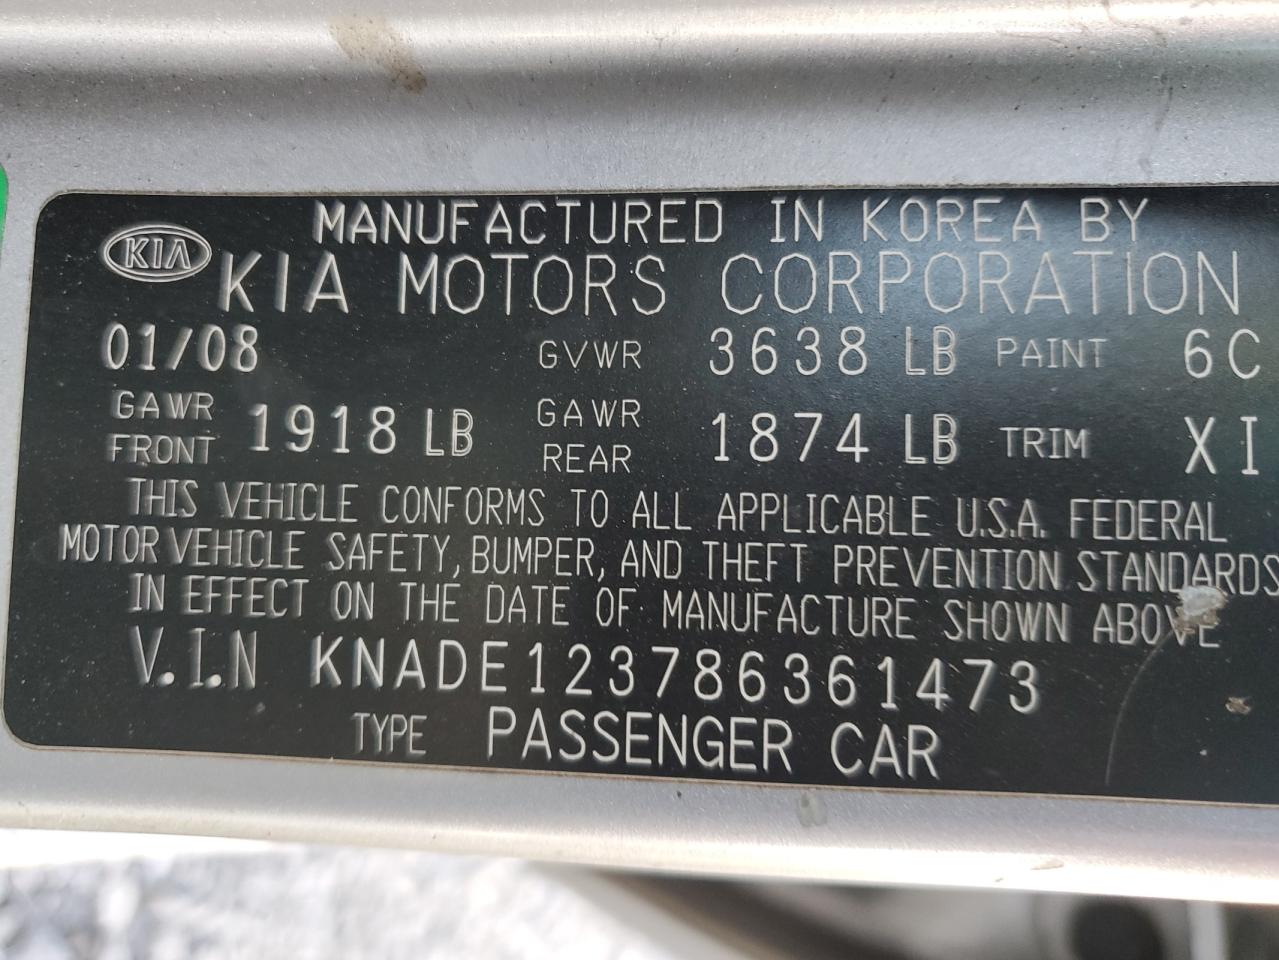 MANUFACTURED IN KOREA BY
KIA
KIA MOTORS CORPORATION
01/08 GVWR 3638 LB PAINT 6C
GAWR FRONT 1918 LB GAWR REAR 1874 LB TRIM XI
THIS VEHICLE CONFORMS TO ALL APPLICABLE U.S.A. FEDERAL
MOTOR VEHICLE SAFETY, BUMPER, AND THEFT PREVENTION STANDARDS
IN EFFECT ON THE DATE OF MANUFACTURE SHOWN ABOVE
V.I.N KNADE123786361473
TYPE PASSENGER CAR